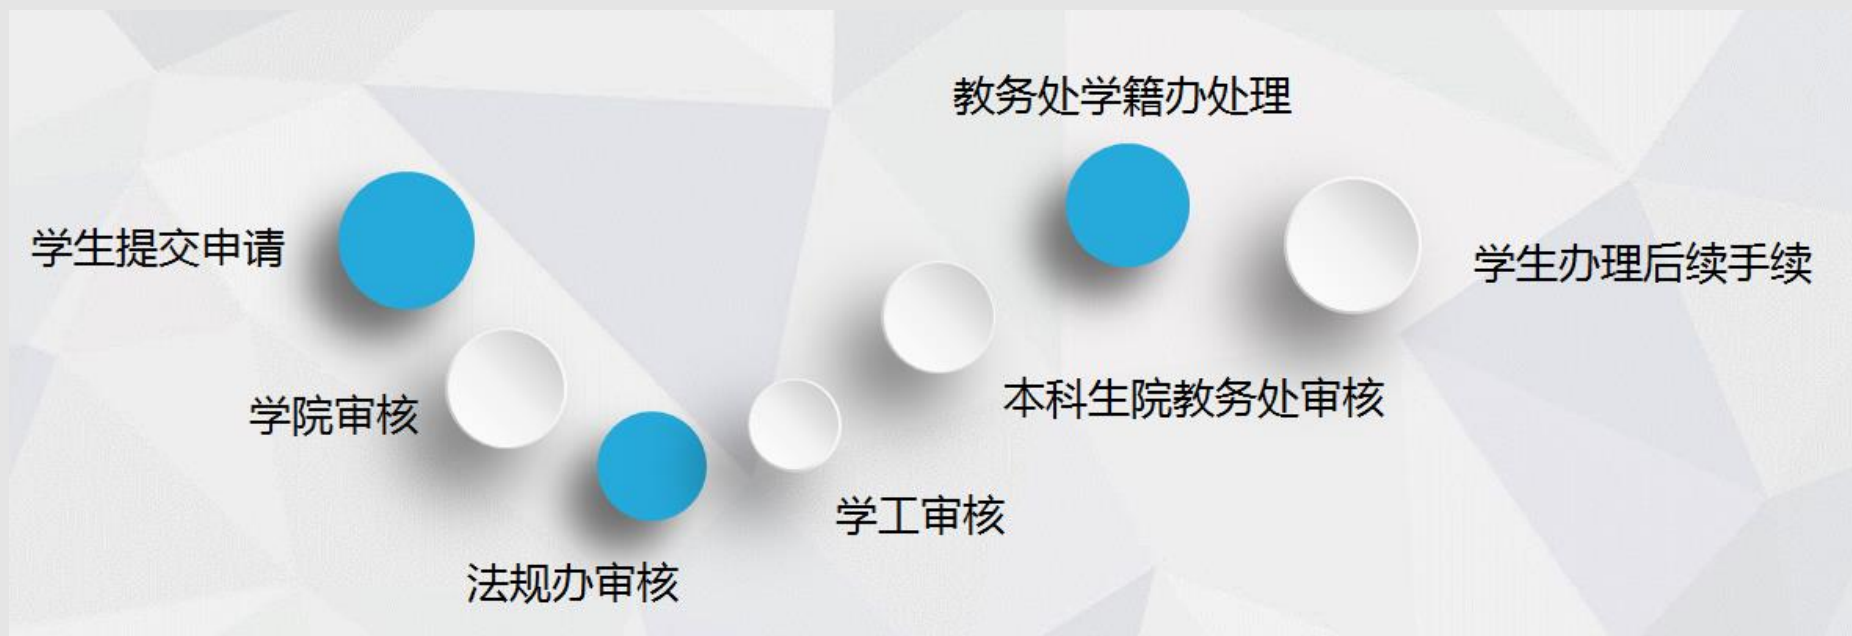 学生提交申请
学院审核
法规办审核
学工审核
本科生院教务处审核
教务处学籍办处理
学生办理后续手续